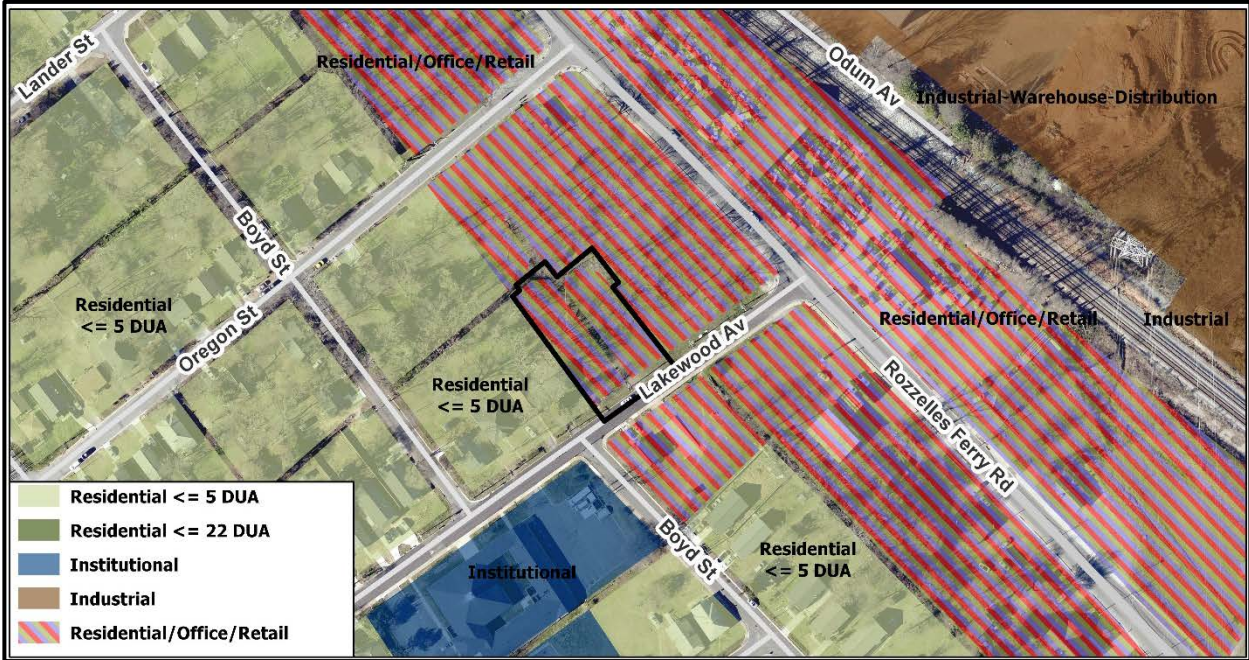 Lander St
Residential/Office/Retail
Odum Av
Industrial-Warehouse-Distribution
Boyd St
Residential
<= 5 DUA
Oregon St
Residential
<= 5 DUA
Lakewood Av
Residential/Office/Retail
Industrial
Rozzelles Ferry Rd
Boyd St
Residential
<= 5 DUA
Institutional
Residential <= 5 DUA
Residential <= 22 DUA
Institutional
Industrial
Residential/Office/Retail